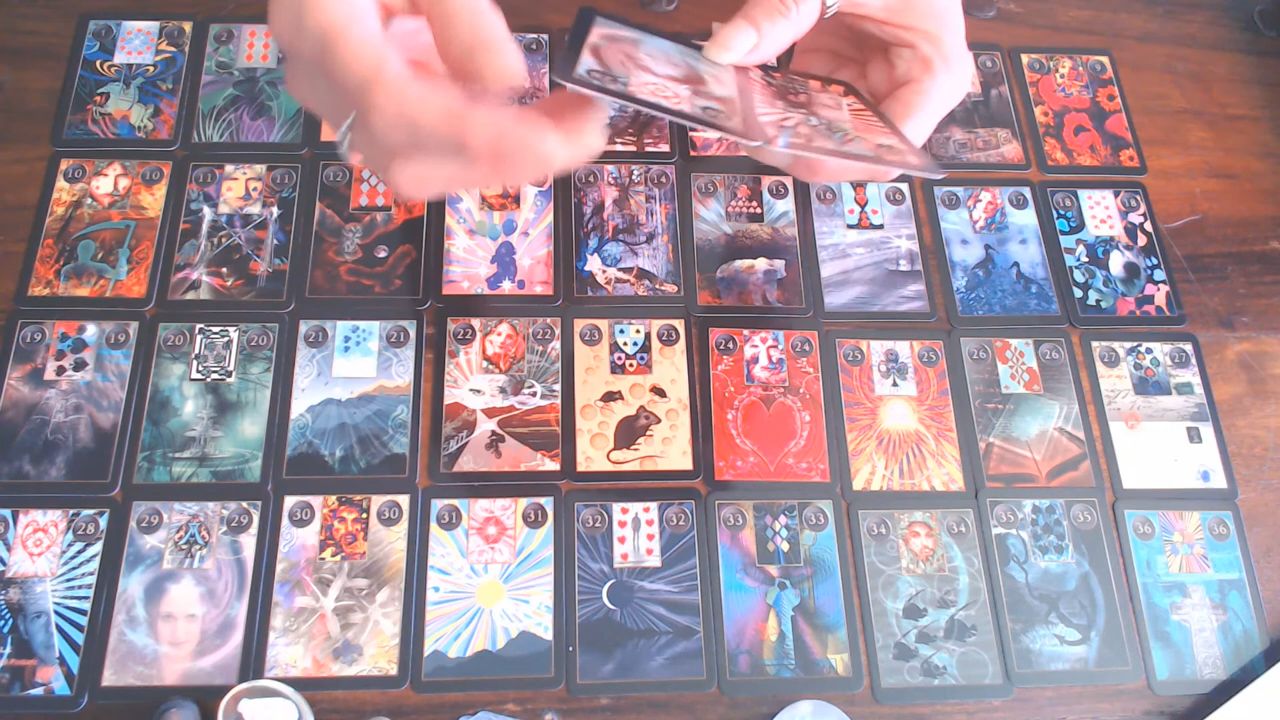 1 1 2 4 8 9 9
10 10 11 11 12 14 14 15 15 16 16 17 17 18 18
19 19 20 20 21 21 22 22 23 23 24 24 25 25 26 26 27 27
28 29 29 30 30 31 31 32 32 33 33 34 34 35 35 36 36